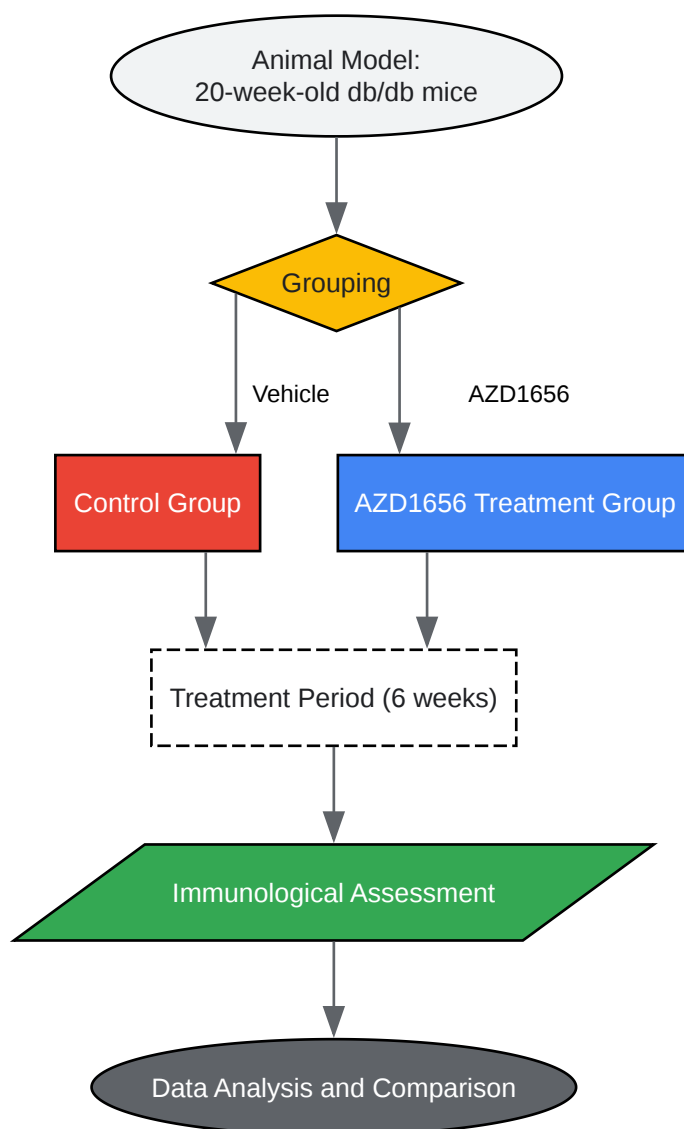 Animal Model:
20-week-old db/db mice
Grouping
Vehicle
AZD1656
Control Group
AZD1656 Treatment Group
Treatment Period (6 weeks)
Immunological Assessment
Data Analysis and Comparison